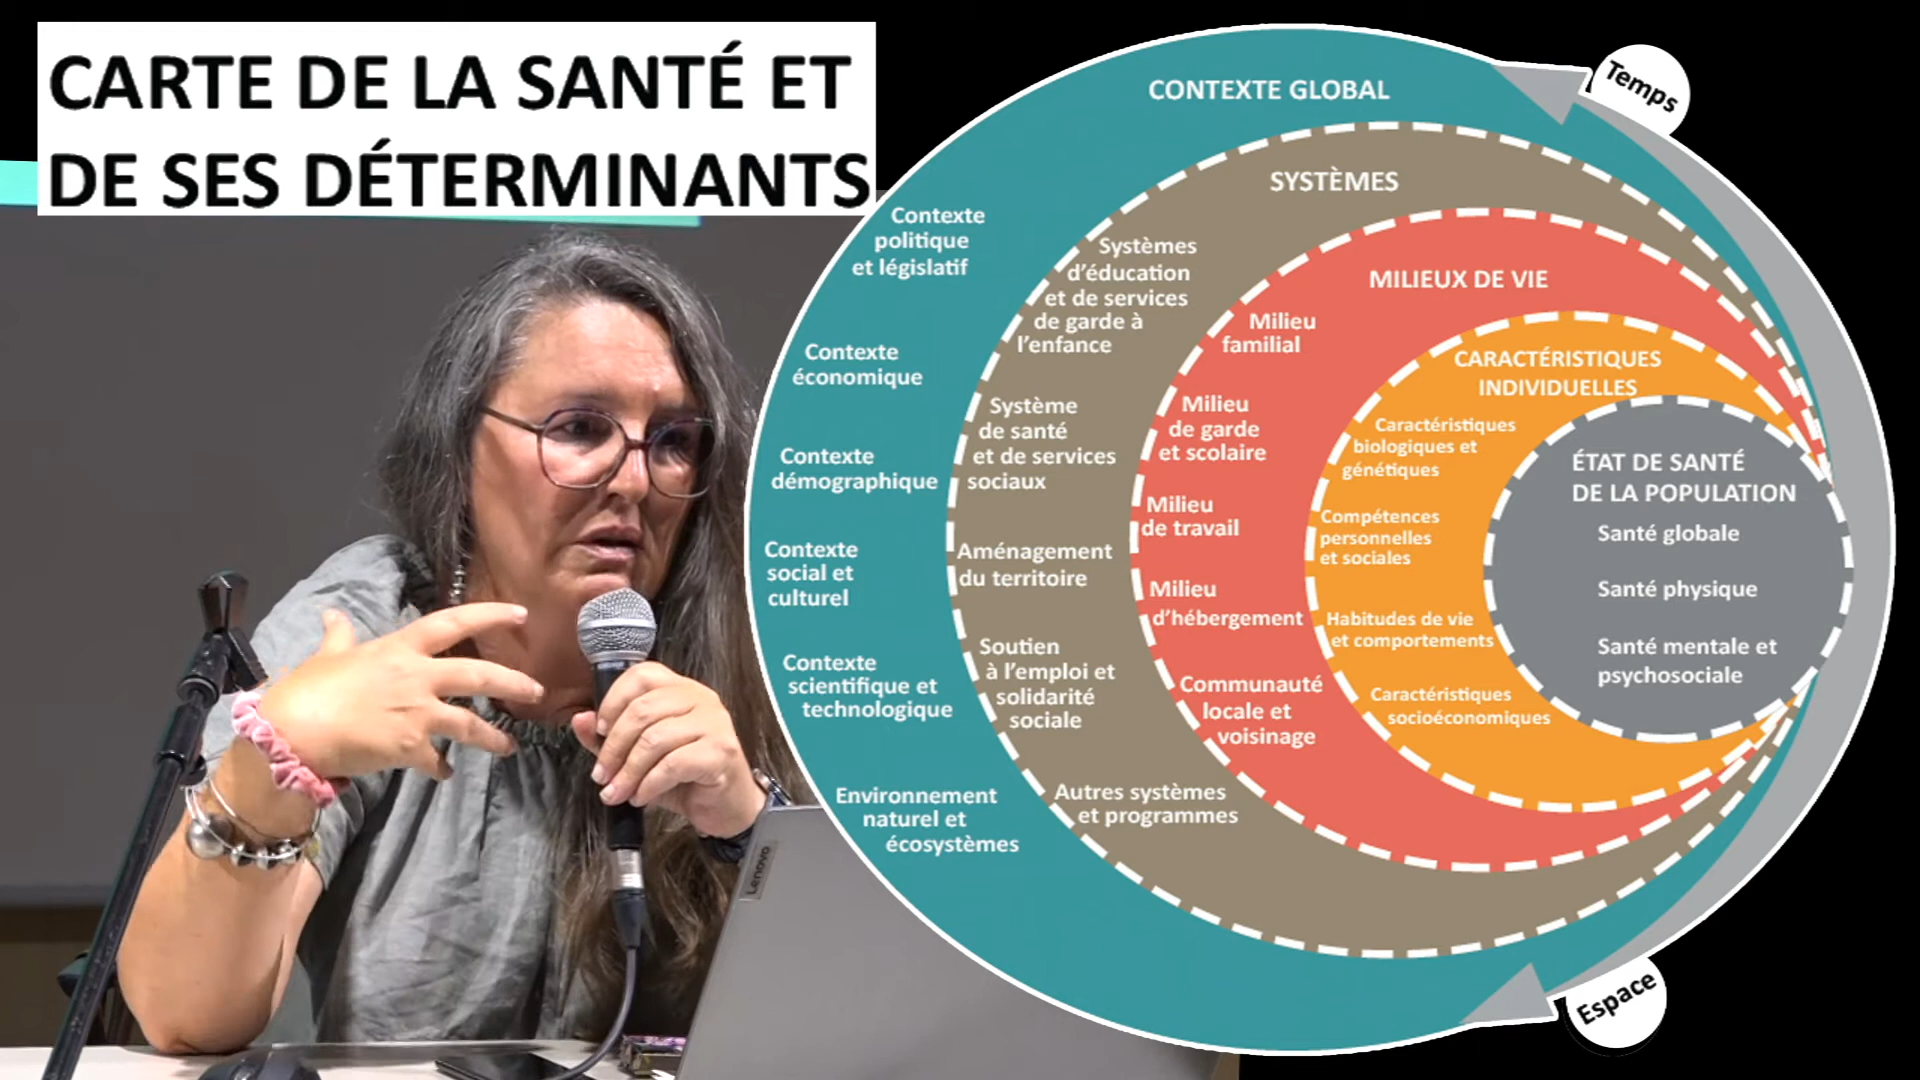 CARTE DE LA SANTÉ ET
DE SES DÉTERMINANTS
Temps
CONTEXTE GLOBAL
Contexte
politique
et législatif
Contexte
économique
Contexte
démographique
Contexte
social et
culturel
Contexte
scientifique et
technologique
Environnement
naturel et
écosystèmes
SYSTÈMES
Systèmes
d'éducation
et de services
de garde à
l'enfance
Système
de santé
et de services
sociaux
Aménagement
du territoire
Soutien
à l'emploi et
solidarité
sociale
Autres systèmes
et programmes
MILIEUX DE VIE
Milieu
familial
Milieu
de garde
et scolaire
Milieu
de travail
Milieu
d'hébergement
Communauté
locale et
voisinage
CARACTÉRISTIQUES
INDIVIDUELLES
Caractéristiques
biologiques et
génétiques
Compétences
personnelles
et sociales
Habitudes de vie
et comportements
Caractéristiques
socioéconomiques
ÉTAT DE SANTÉ
DE LA POPULATION
Santé globale
Santé physique
Santé mentale et
psychosociale
Espace
Lenovo